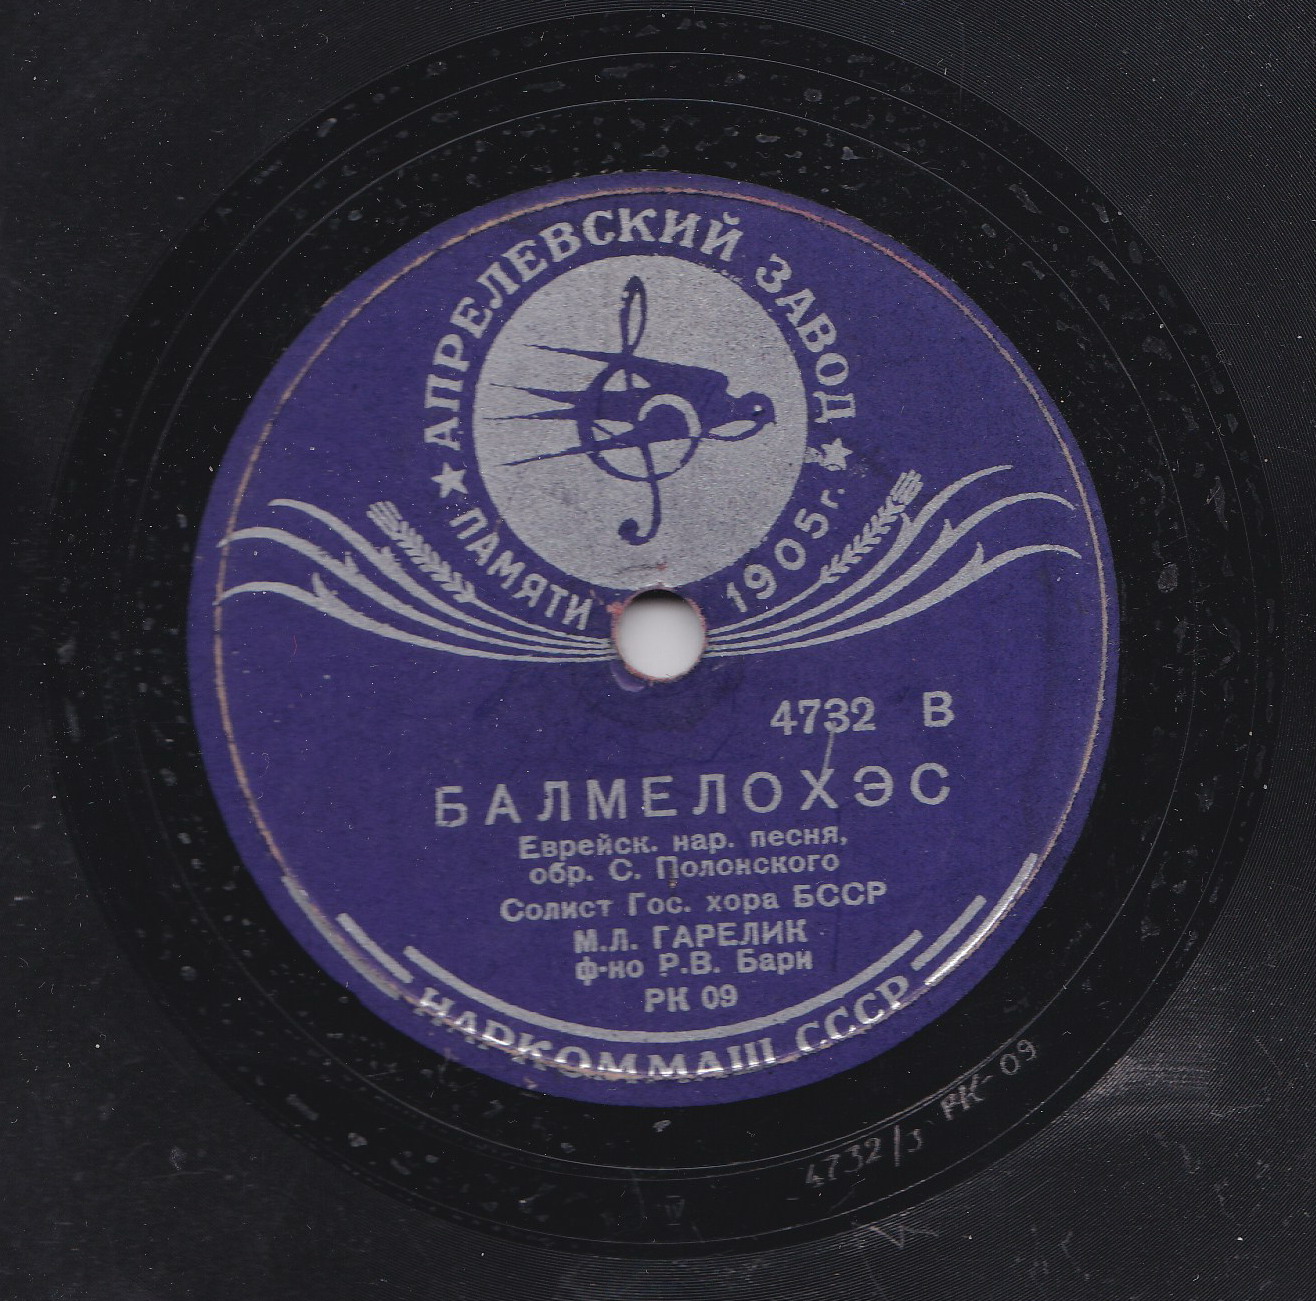 ★ АПРЕЛЕВСКИЙ ЗАВОД ★
ПАМЯТИ 1905 г.
4732 В
БАЛМЕЛОХЭС
Еврейск. нар. песня,
обр. С. Полонского
Солист Гос. хора БССР
М.Л. ГАРЕЛИК
ф-но Р.В. Барн
РК 09
НАРКОММАШ СССР
4732/3 РК-09